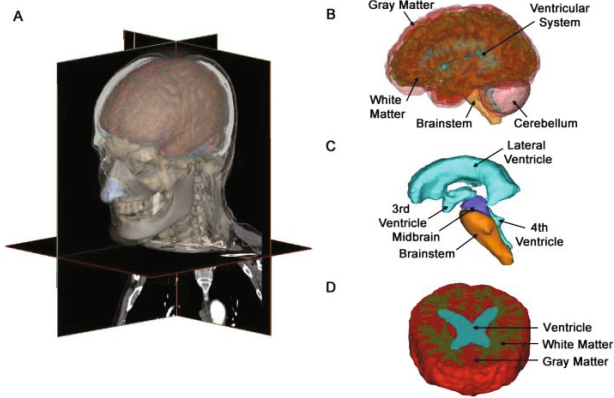 A
B
Gray Matter
Ventricular
System
White
Matter
Brainstem
Cerebellum
C
Lateral
Ventricle
3rd
Ventricle
Midbrain
Brainstem
4th
Ventricle
D
Ventricle
White Matter
Gray Matter